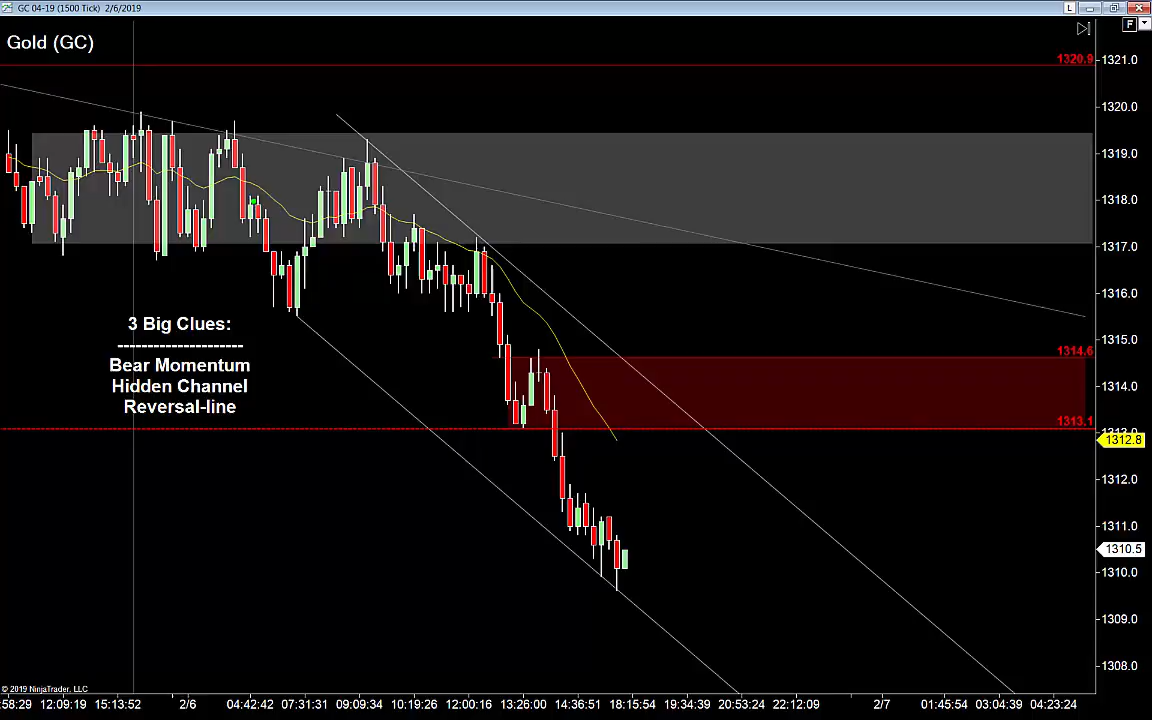 GC 04-19 (1500 Tick) 2/6/2019
L
F
Gold (GC)
1320.9
1321.0
1320.0
1319.0
1318.0
1317.0
1316.0
1315.0
1314.6
1314.0
1313.1
1313.0
1312.8
1312.0
1311.0
1310.5
1310.0
1309.0
1308.0
3 Big Clues:
---------------------
Bear Momentum
Hidden Channel
Reversal-line
© 2019 NinjaTrader, LLC
:58:29 12:09:19 15:13:52 2/6 04:42:42 07:31:31 09:09:34 10:19:26 12:00:16 13:26:00 14:36:51 18:15:54 19:34:39 20:53:24 22:12:09 2/7 01:45:54 03:04:39 04:23:24